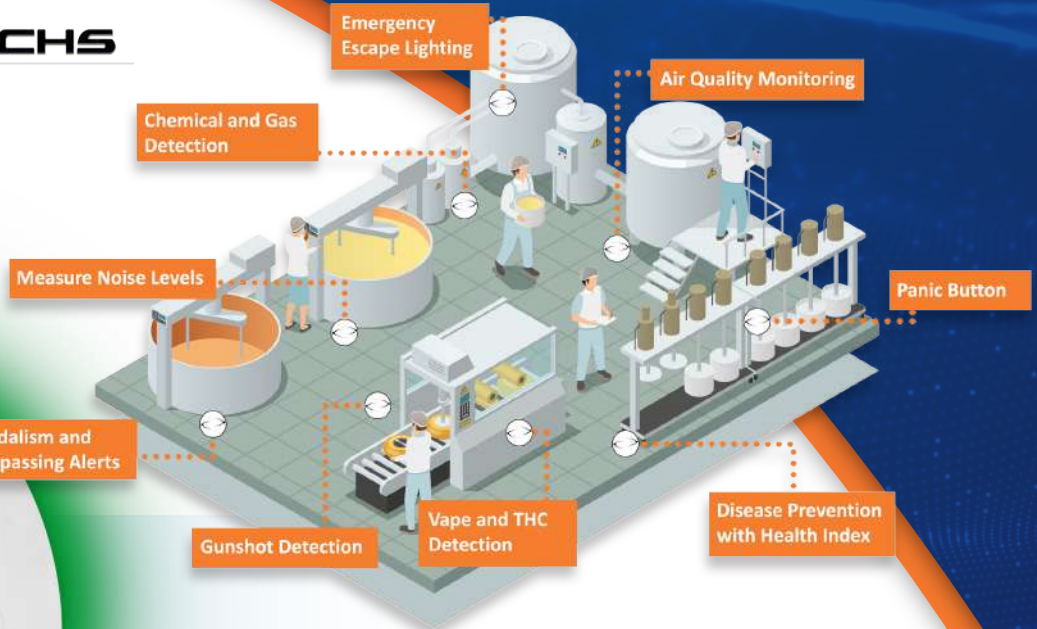 CHS
Emergency
Escape Lighting
Air Quality Monitoring
Chemical and Gas
Detection
Measure Noise Levels
Panic Button
dalism and
passing Alerts
Gunshot Detection
Vape and THC
Detection
Disease Prevention
with Health Index